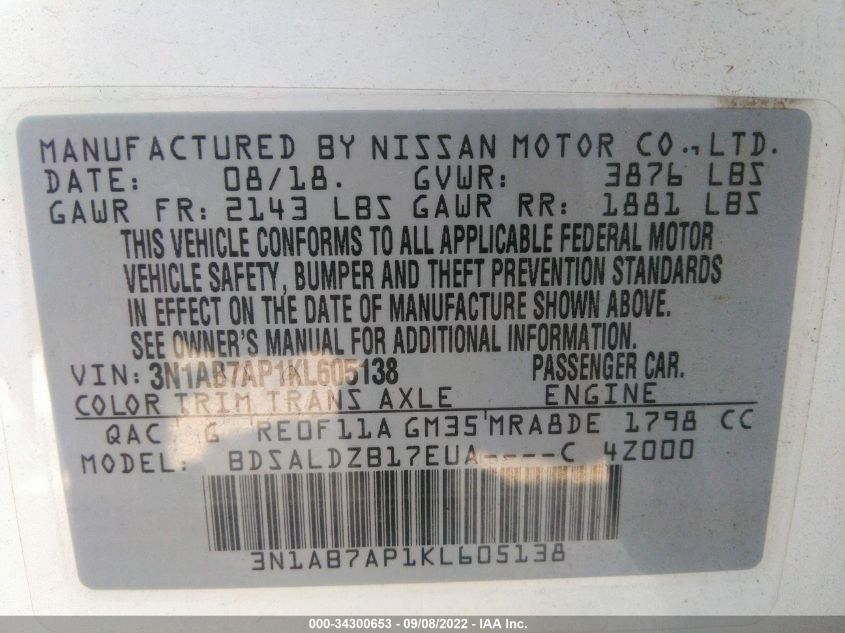 MANUFACTURED BY NISSAN MOTOR CO., LTD.
DATE: 08/18. GVWR: 3876 LBS
GAWR FR: 2143 LBS GAWR RR: 1881 LBS
THIS VEHICLE CONFORMS TO ALL APPLICABLE FEDERAL MOTOR
VEHICLE SAFETY, BUMPER AND THEFT PREVENTION STANDARDS
IN EFFECT ON THE DATE OF MANUFACTURE SHOWN ABOVE.
SEE OWNER'S MANUAL FOR ADDITIONAL INFORMATION.
VIN: 3N1AB7AP1KL605138 PASSENGER CAR.
COLOR TRIM TRANS AXLE ENGINE
QAC G RE0F11A GM35 MRA8DE 1798 CC
MODEL: BDSALDZB17EUA----C 4Z000
3N1AB7AP1KL605138
000-34300653 - 09/08/2022 - IAA Inc.